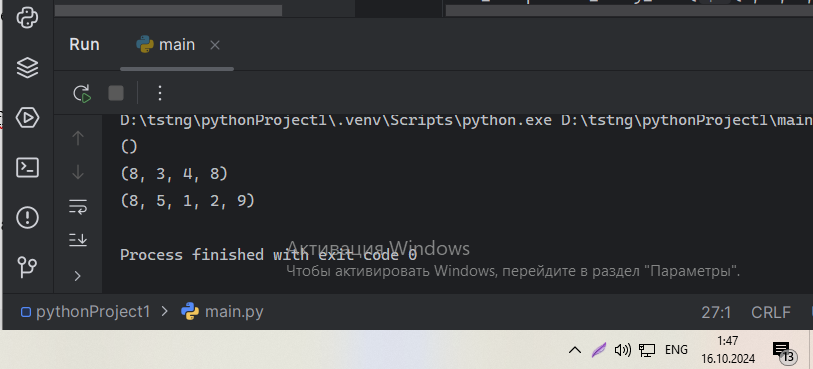 Run
main
D:\tstng\pythonProject1\.venv\Scripts\python.exe D:\tstng\pythonProject1\main
()
(8, 3, 4, 8)
(8, 5, 1, 2, 9)
Активация Windows
Process finished with exit code 0
Чтобы активировать Windows, перейдите в раздел "Параметры".
pythonProject1 > main.py
27:1
CRLF
ENG
1:47
16.10.2024
13